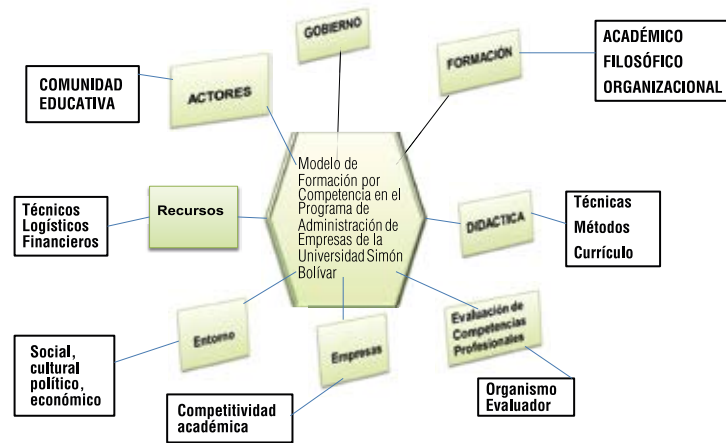 GOBIERNO
FORMACIÓN
ACADÉMICO
FILOSÓFICO
ORGANIZACIONAL
COMUNIDAD
EDUCATIVA
ACTORES
Modelo de
Formación por
Competencia en el
Programa de
Administración de
Empresas de la
Universidad Simón
Bolívar
Técnicos
Logísticos
Financieros
Recursos
DIDACTICA
Técnicas
Métodos
Currículo
Entorno
Social,
cultural
político,
económico
Empresas
Competitividad
académica
Evaluación de
Competencias
Profesionales
Organismo
Evaluador